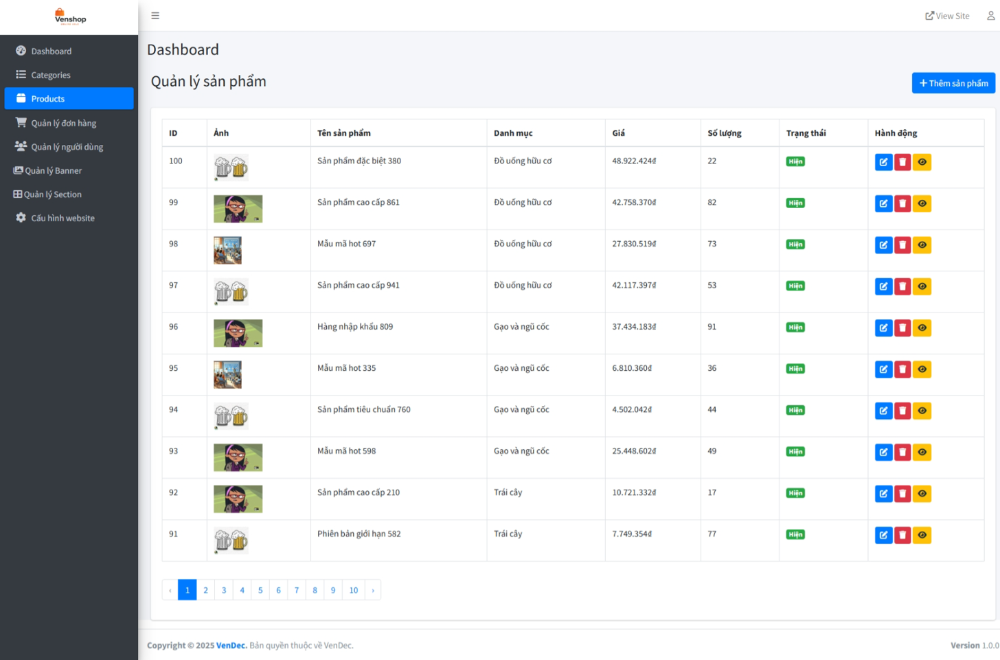 Venshop
View Site
Dashboard
Categories
Products
Quản lý đơn hàng
Quản lý người dùng
Quản lý Banner
Quản lý Section
Cấu hình website
Dashboard
Quản lý sản phẩm
Thêm sản phẩm
ID Ảnh Tên sản phẩm Danh mục Giá Số lượng Trạng thái Hành động
100 Sản phẩm đặc biệt 380 Đồ uống hữu cơ 48.922.424₫ 22 Hiện
99 Sản phẩm cao cấp 861 Đồ uống hữu cơ 42.758.370₫ 82 Hiện
98 Mẫu mã hot 697 Đồ uống hữu cơ 27.830.519₫ 73 Hiện
97 Sản phẩm cao cấp 941 Đồ uống hữu cơ 42.117.397₫ 53 Hiện
96 Hàng nhập khẩu 809 Gạo và ngũ cốc 37.434.183₫ 91 Hiện
95 Mẫu mã hot 335 Gạo và ngũ cốc 6.810.360₫ 36 Hiện
94 Sản phẩm tiêu chuẩn 760 Gạo và ngũ cốc 4.502.042₫ 44 Hiện
93 Mẫu mã hot 598 Gạo và ngũ cốc 25.448.602₫ 49 Hiện
92 Sản phẩm cao cấp 210 Trái cây 10.721.332₫ 17 Hiện
91 Phiên bản giới hạn 582 Trái cây 7.749.354₫ 77 Hiện
‹ 1 2 3 4 5 6 7 8 9 10 ›
Copyright © 2025 VenDec. Bản quyền thuộc về VenDec.
Version 1.0.0